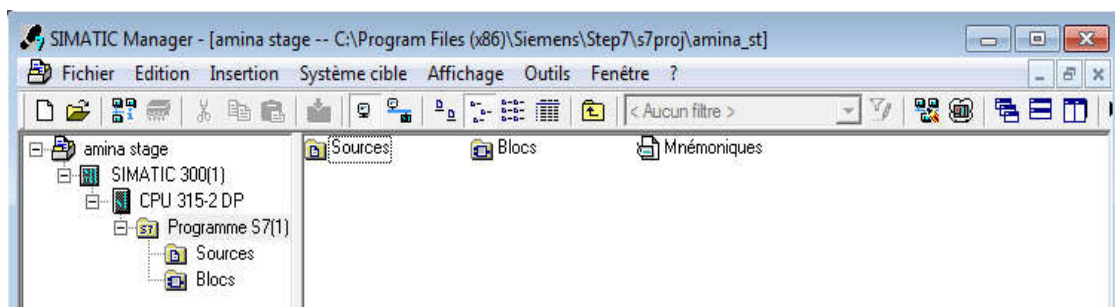 SIMATIC Manager - [amina stage -- C:\Program Files (x86)\Siemens\Step7\s7proj\amina_st]
Fichier Edition Insertion Système cible Affichage Outils Fenêtre ?
< Aucun filtre >
amina stage
SIMATIC 300(1)
CPU 315-2 DP
Programme S7(1)
Sources
Blocs
Sources Blocs Mnémoniques